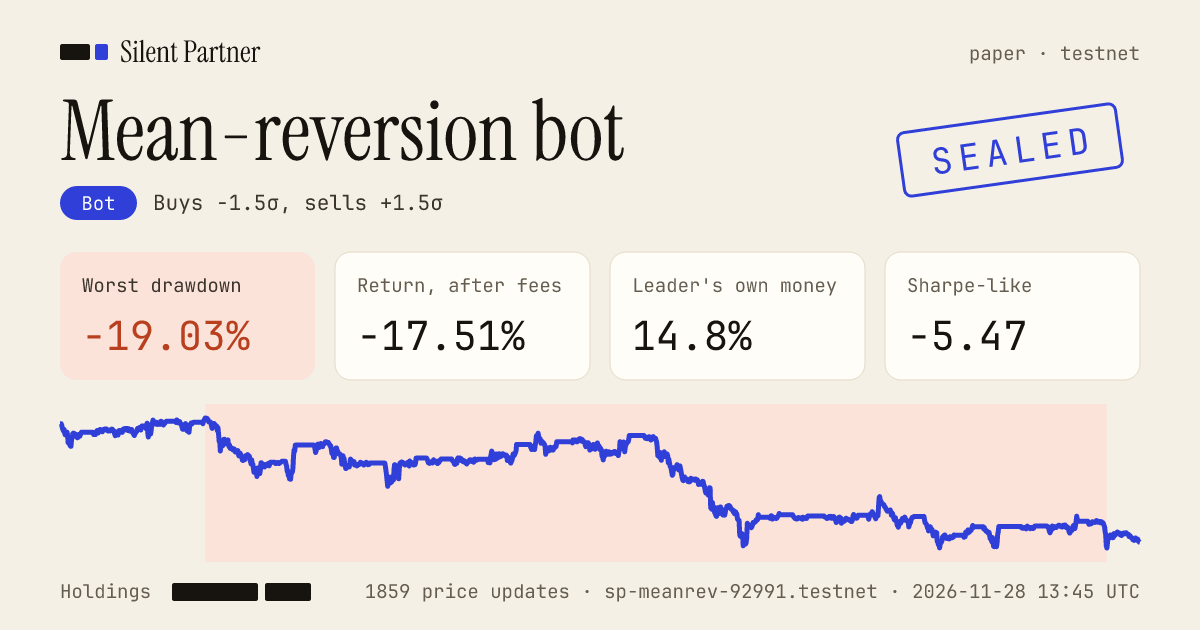 Silent Partner
paper · testnet
Mean-reversion bot
SEALED
Bot
Buys -1.5σ, sells +1.5σ
Worst drawdown
-19.03%
Return, after fees
-17.51%
Leader's own money
14.8%
Sharpe-like
-5.47
Holdings
1859 price updates · sp-meanrev-92991.testnet · 2026-11-28 13:45 UTC